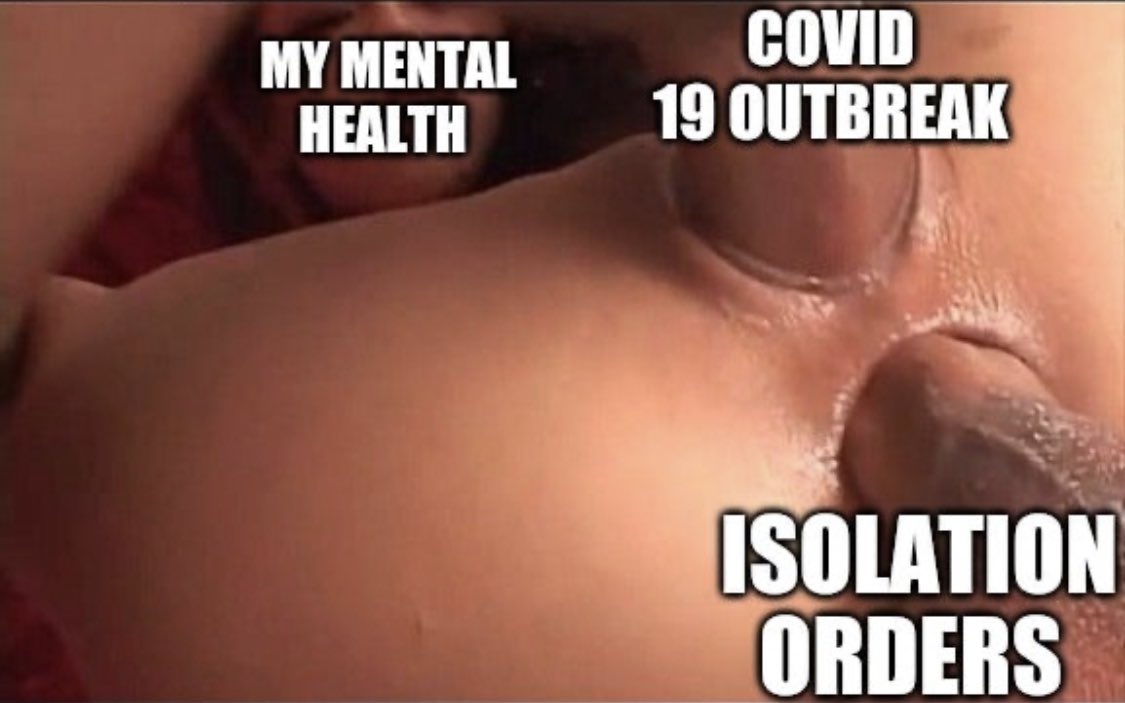 MY MENTAL
HEALTH
COVID
19 OUTBREAK
ISOLATION
ORDERS